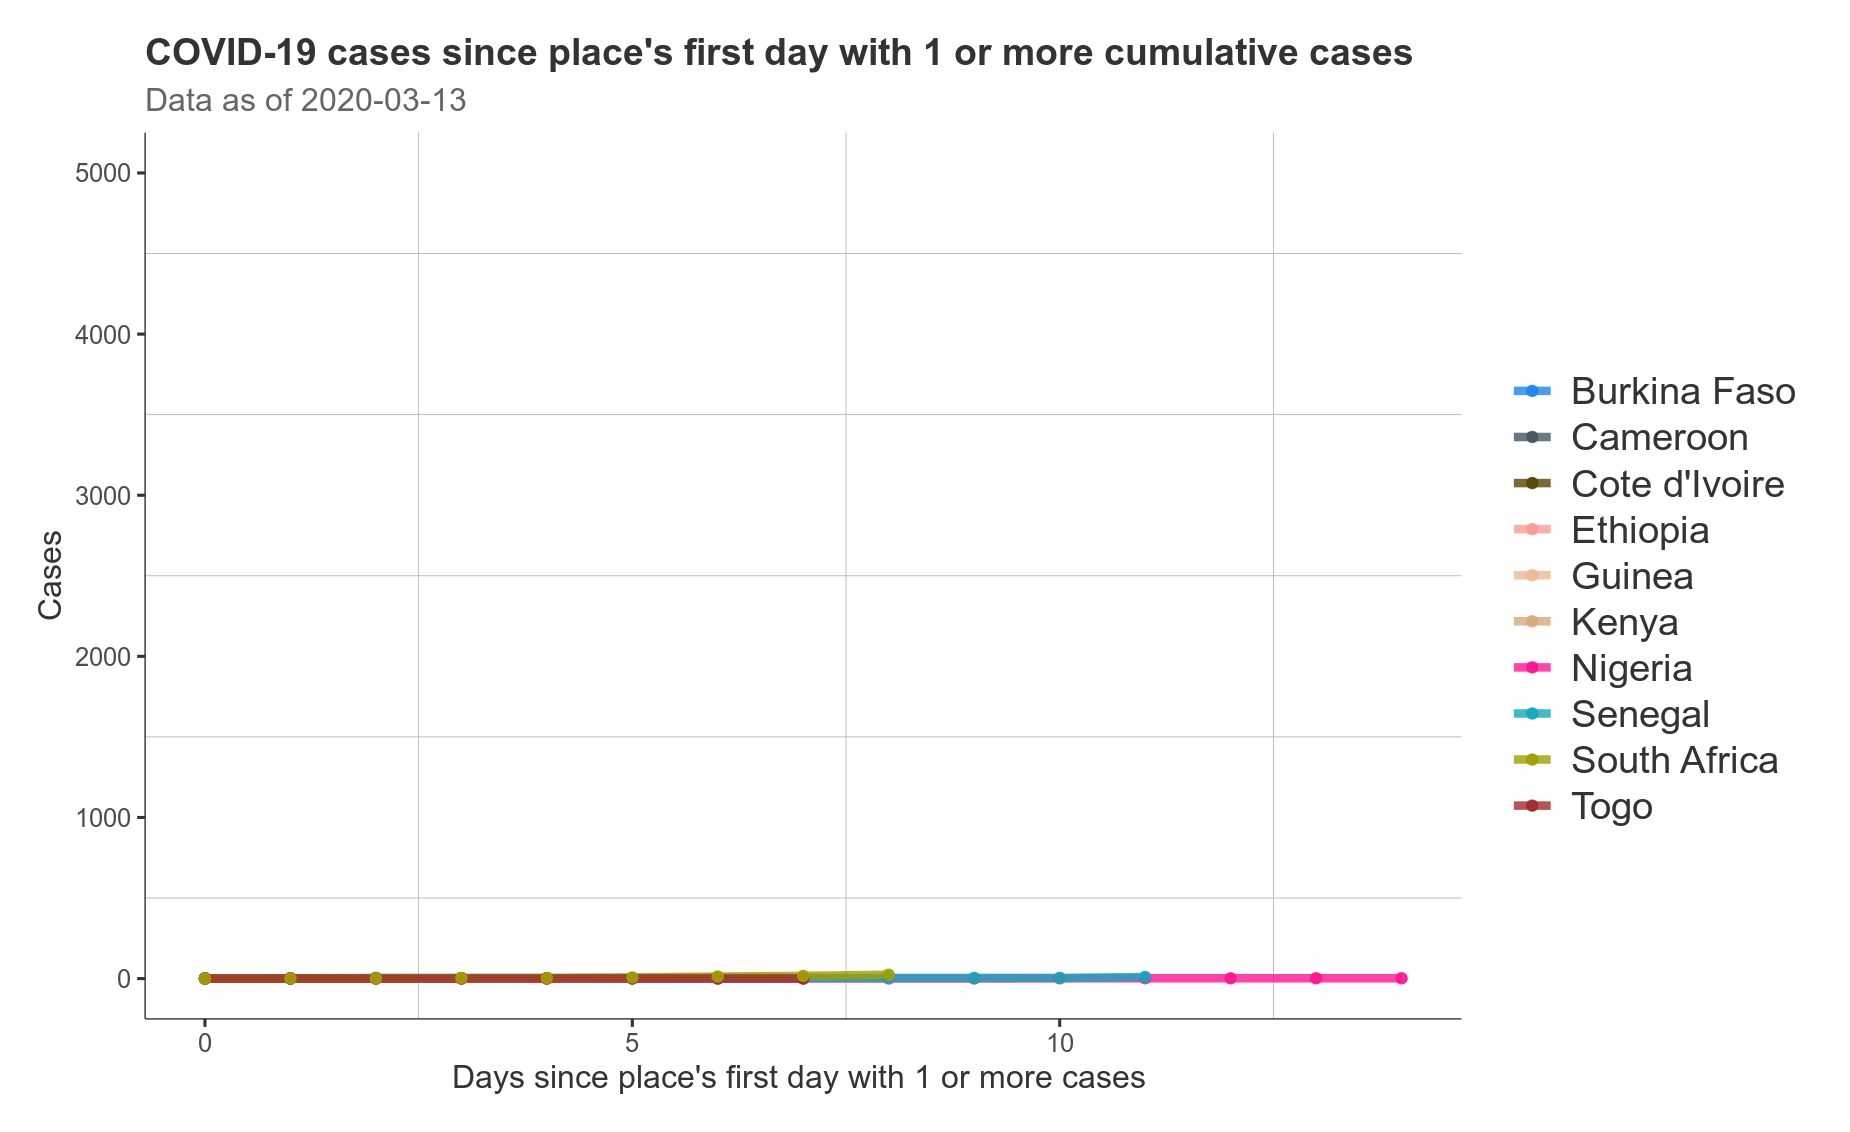 COVID-19 cases since place's first day with 1 or more cumulative cases
Data as of 2020-03-13
5000
4000
3000
2000
1000
0
Cases
0 5 10
Days since place's first day with 1 or more cases
Burkina Faso
Cameroon
Cote d'Ivoire
Ethiopia
Guinea
Kenya
Nigeria
Senegal
South Africa
Togo